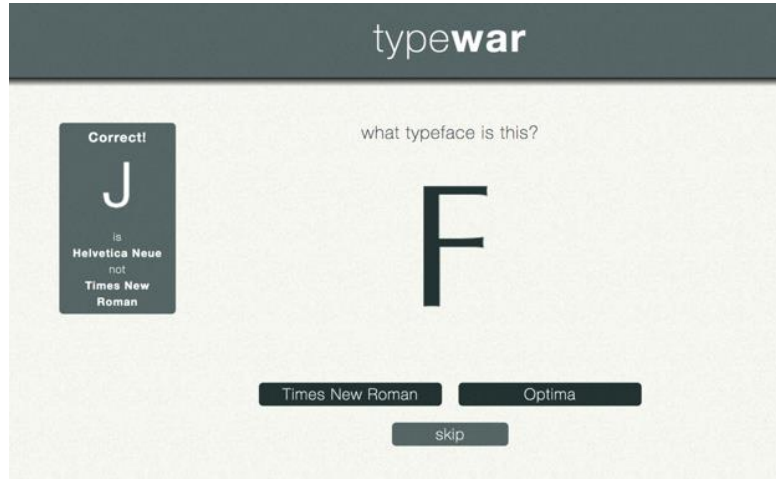 typewar
Correct!
J
is
Helvetica Neue
not
Times New
Roman
what typeface is this?
F
Times New Roman
Optima
skip